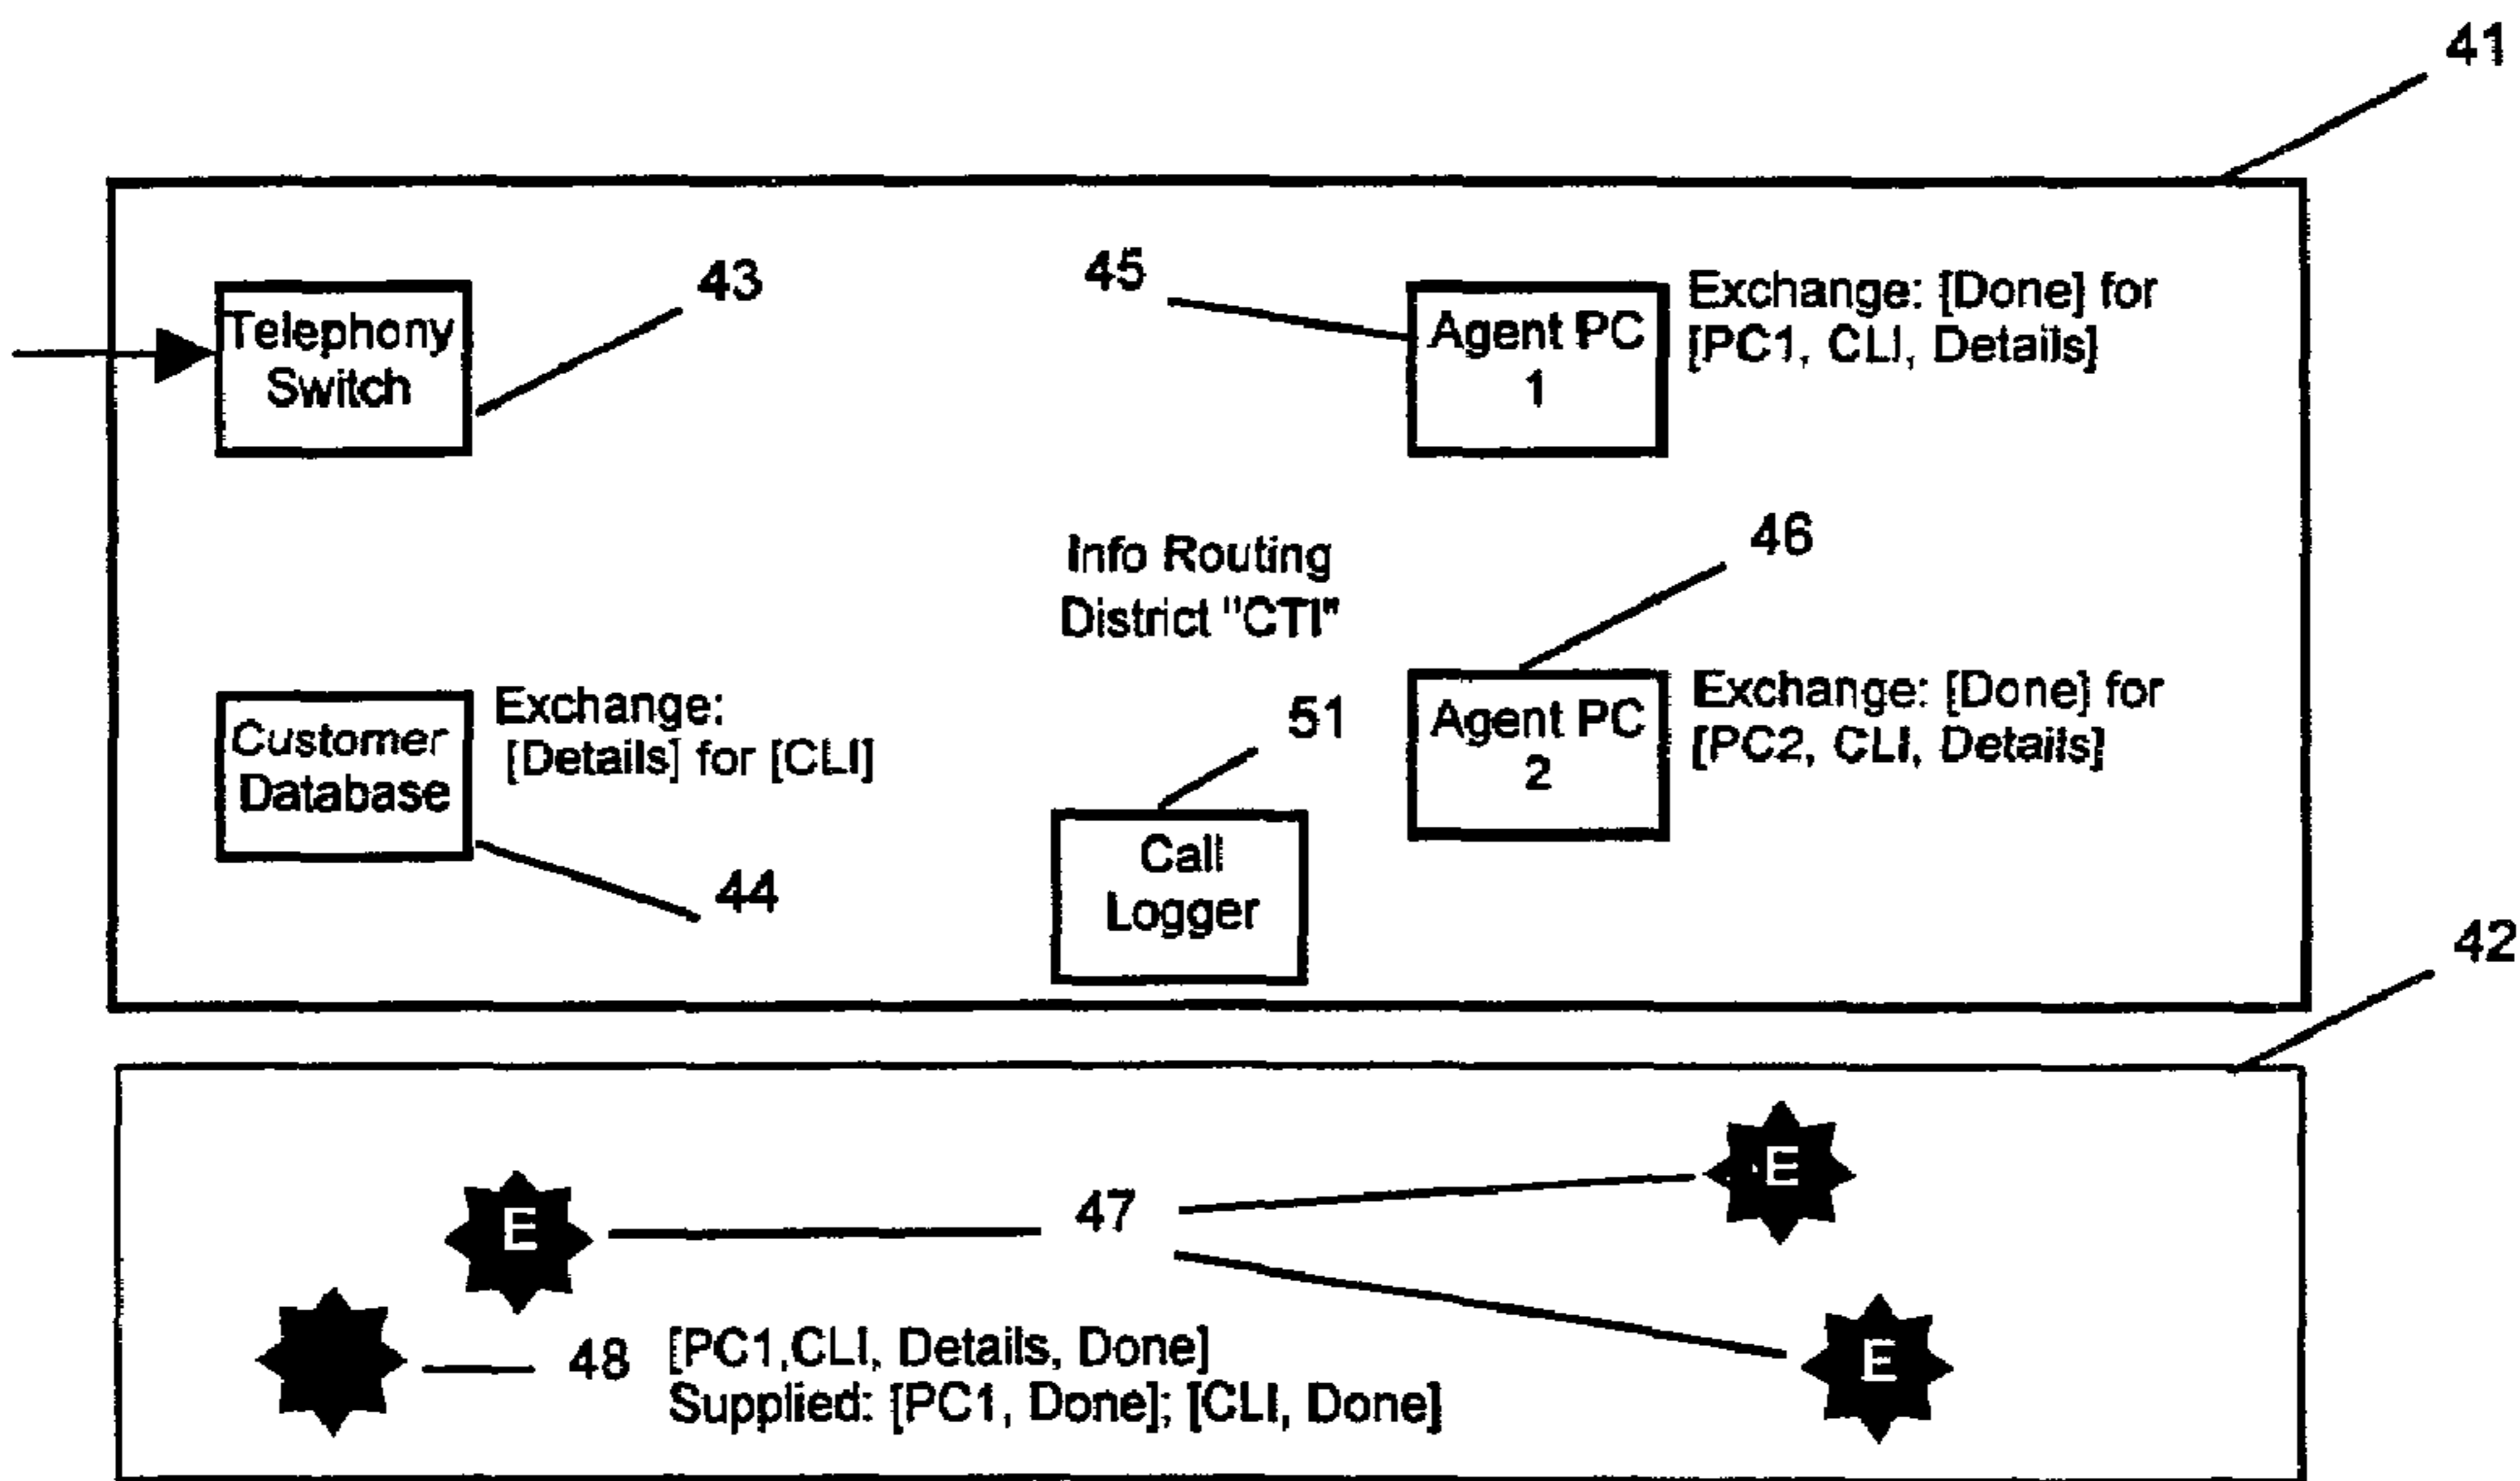 41
43
45
Telephony
Switch
Agent PC
1
Exchange: [Done] for
[PC1, CLI, Details]
Info Routing
District "CTI"
46
Customer
Database
Exchange:
[Details] for [CLI]
51
Agent PC
2
Exchange: [Done] for
[PC2, CLI, Details]
44
Call
Logger
42
E
47
E
48
[PC1,CLI, Details, Done]
Supplied: [PC1, Done]; [CLI, Done]
E